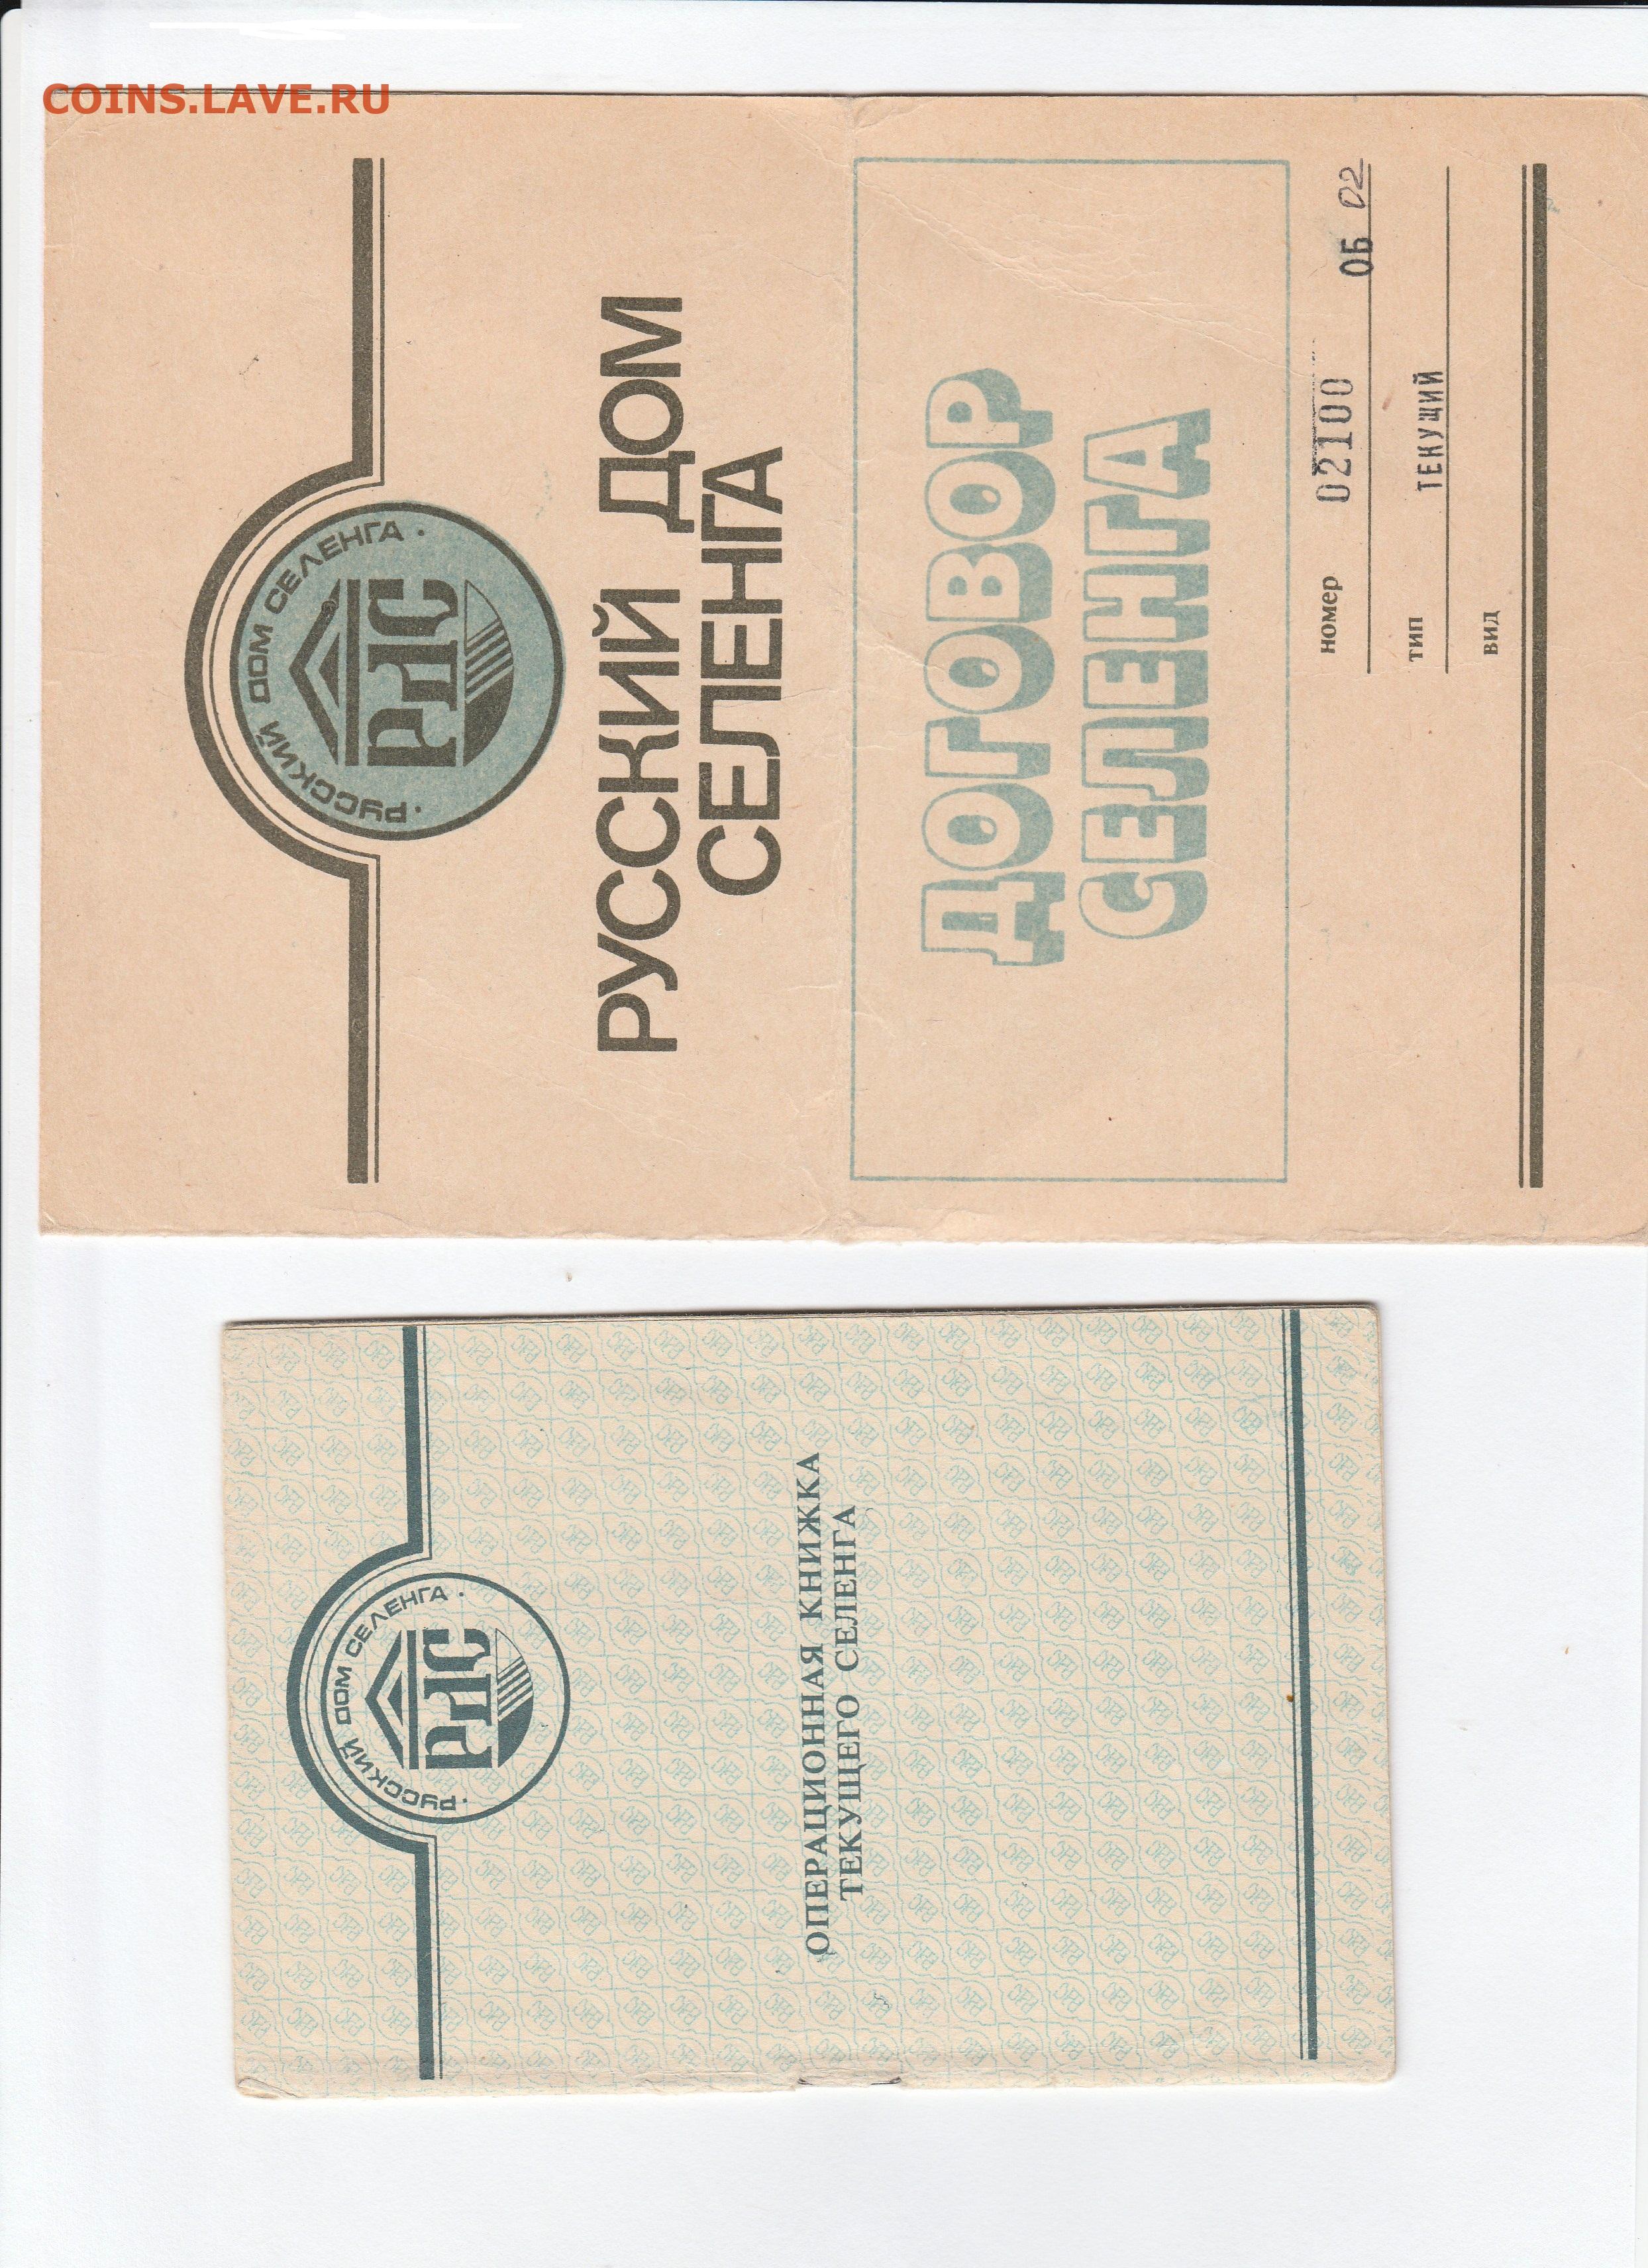 COINS.LAVE.RU
· РУССКИЙ ДОМ СЕЛЕНГА ·
РДС
РУССКИЙ ДОМ
СЕЛЕНГА
ДОГОВОР
СЕЛЕНГА
номер 02100 ОБ 02
тип ТЕКУЩИЙ
вид
· РУССКИЙ ДОМ СЕЛЕНГА ·
РДС
ОПЕРАЦИОННАЯ КНИЖКА
ТЕКУЩЕГО СЕЛЕНГА